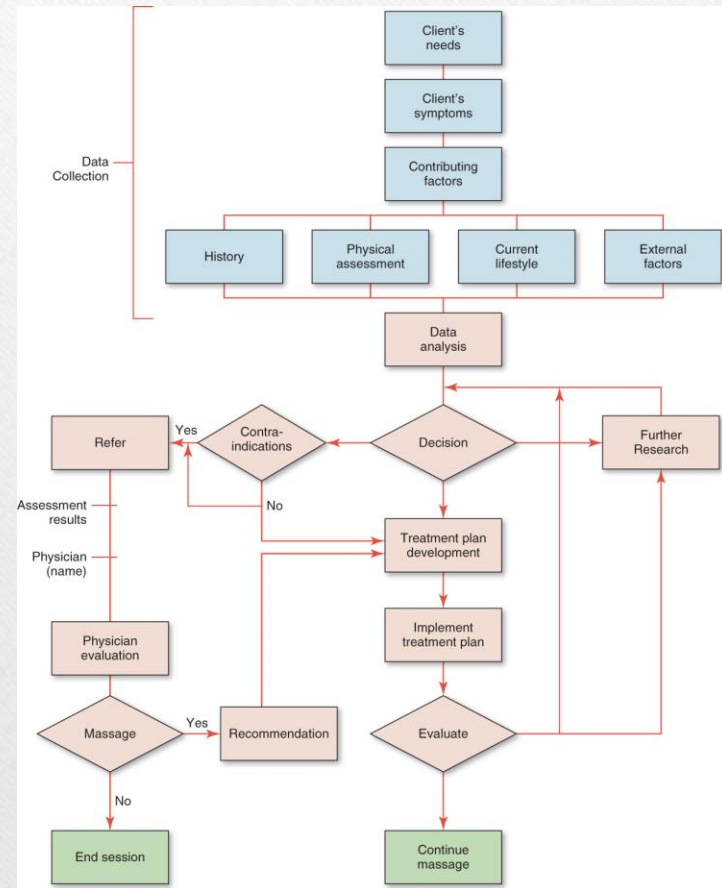 Client's
needs
Client's
symptoms
Data
Collection
Contributing
factors
History
Physical
assessment
Current
lifestyle
External
factors
Data
analysis
Refer
Yes
Contra-
indications
Decision
Further
Research
No
Assessment
results
Physician
(name)
Treatment plan
development
Physician
evaluation
Implement
treatment plan
Massage
Yes
Recommendation
Evaluate
No
End session
Continue
massage